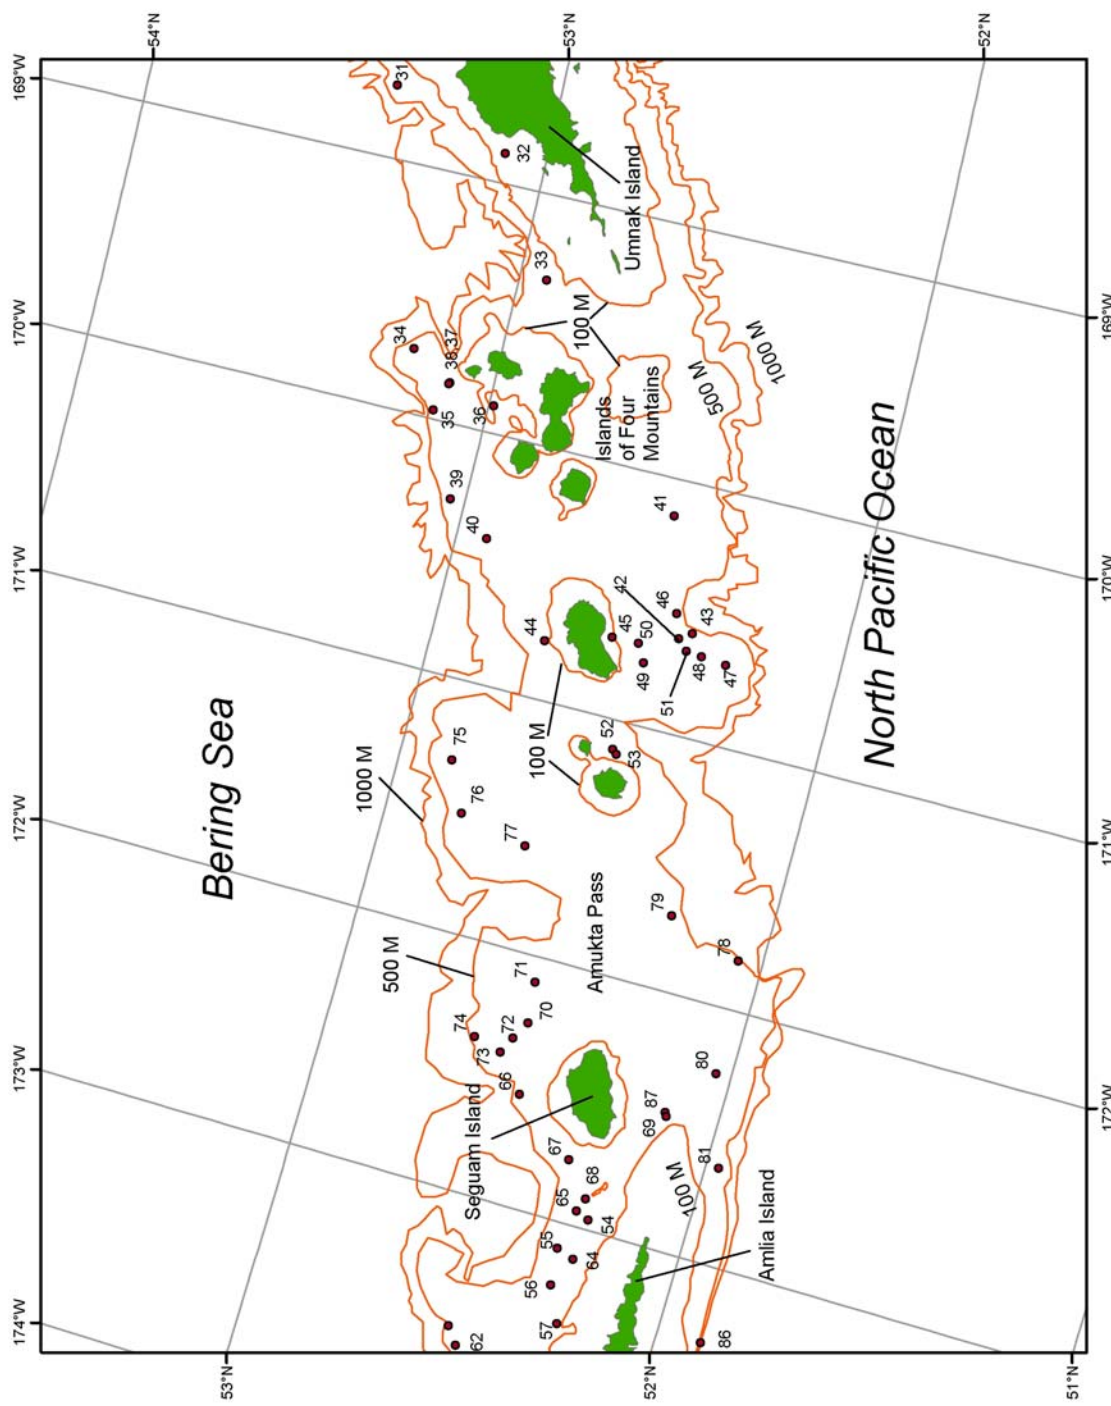 174°W
173°W
172°W
171°W
170°W
169°W
54°N
53°N
52°N
53°N
52°N
51°N
172°W
171°W
170°W
169°W
Bering Sea
North Pacific Ocean
1000 M
500 M
100 M
100 M
100 M
500 M
1000 M
Seguam Island
Amlia Island
Amukta Pass
Islands
of Four
Mountains
Umnak Island
31
32
33
34
35
36
38,37
39
40
41
42
43
44
45
46
47
48
49
50
51
52
53
54
55
56
57
62
64
65
66
67
68
69
70
71
72
73
74
75
76
77
78
79
80
81
86
87